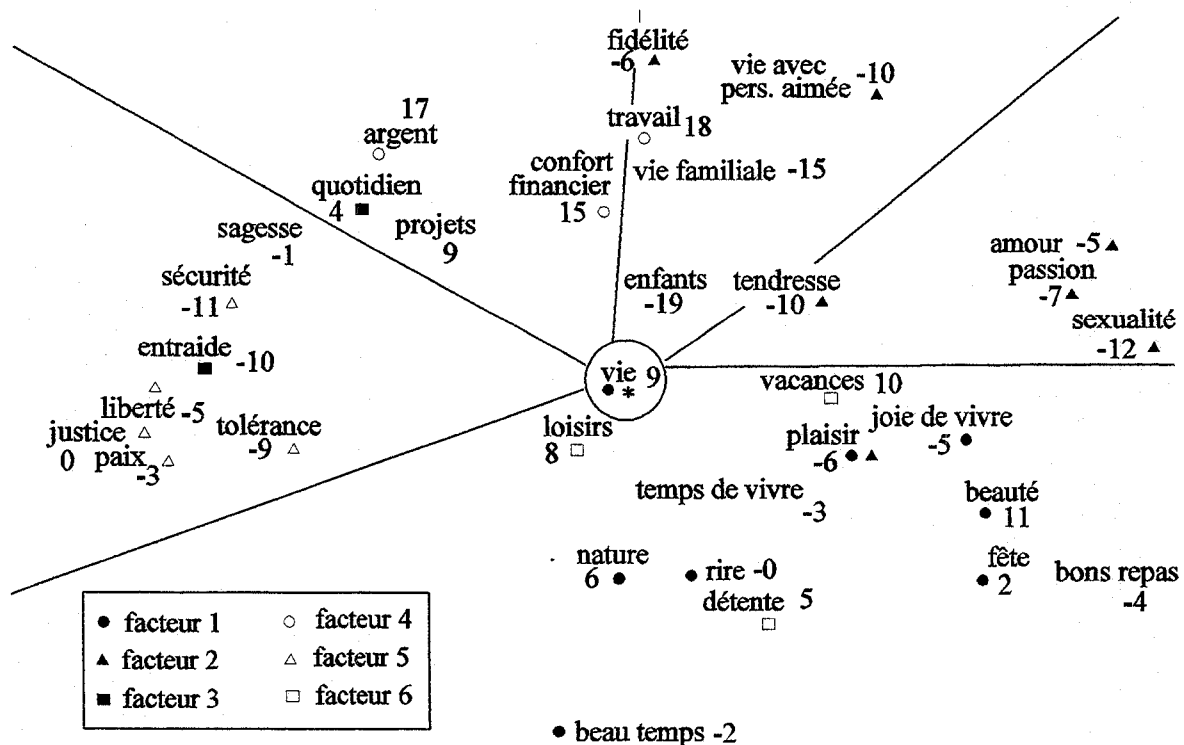 fidélité
-6
vie avec -10
pers. aimée
17
argent
travail 18
confort
financier
15
vie familiale -15
quotidien
4
projets
9
sagesse
-1
sécurité
-11
enfants
-19
tendresse
-10
amour -5
passion
-7
sexualité
-12
entraide -10
vie 9
*
vacances 10
liberté -5
justice
0
paix
-3
tolérance
-9
loisirs
8
plaisir
-6
joie de vivre
-5
temps de vivre
-3
beauté
11
nature
6
rire -0
détente 5
fête
2
bons repas
-4
facteur 1
facteur 4
facteur 2
facteur 5
facteur 3
facteur 6
beau temps -2